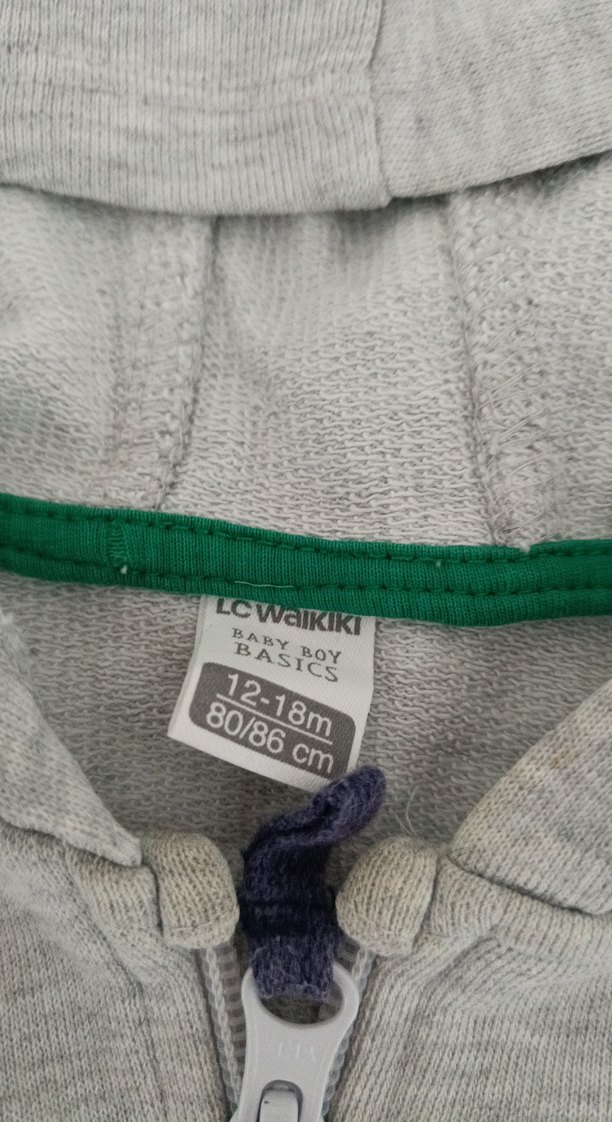 LC Waikiki
BABY BOY
BASICS
12-18m
80/86 cm